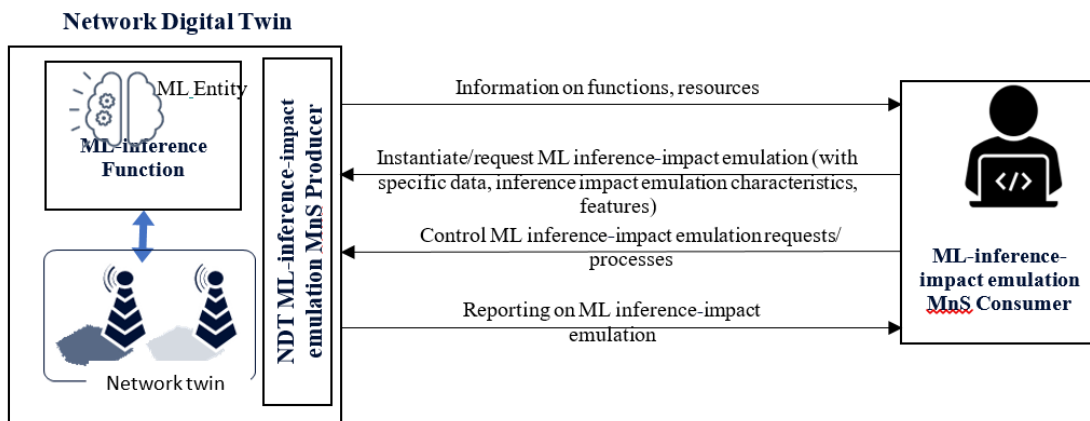 Network Digital Twin
ML Entity
ML-inference
Function
Network twin
NDT ML-inference-impact
emulation MnS Producer
Information on functions, resources
Instantiate/request ML inference-impact emulation (with
specific data, inference impact emulation characteristics,
features)
Control ML inference-impact emulation requests/
processes
Reporting on ML inference-impact
emulation
</>
ML-inference-
impact emulation
MnS Consumer